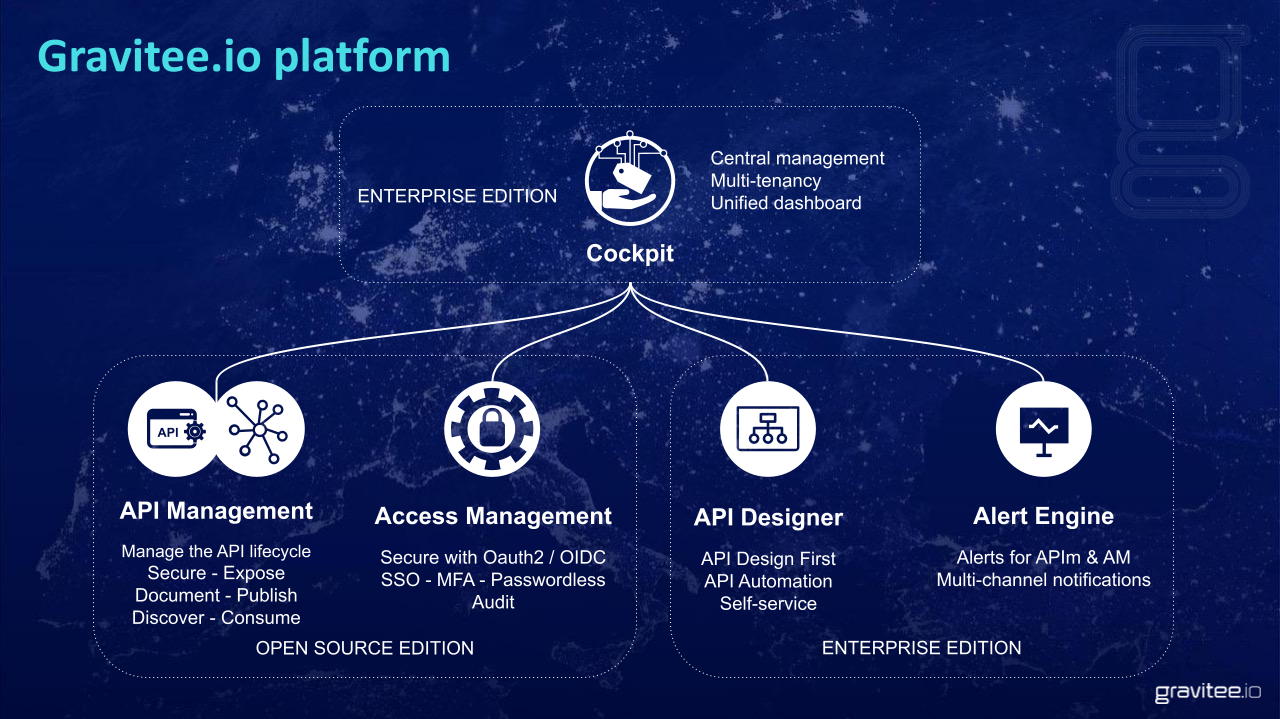 Gravitee.io platform
ENTERPRISE EDITION
Central management
Multi-tenancy
Unified dashboard
Cockpit
API
API Management
Manage the API lifecycle
Secure - Expose
Document - Publish
Discover - Consume
Access Management
Secure with Oauth2 / OIDC
SSO - MFA - Passwordless
Audit
OPEN SOURCE EDITION
API Designer
API Design First
API Automation
Self-service
Alert Engine
Alerts for APIm & AM
Multi-channel notifications
ENTERPRISE EDITION
gravitee.io